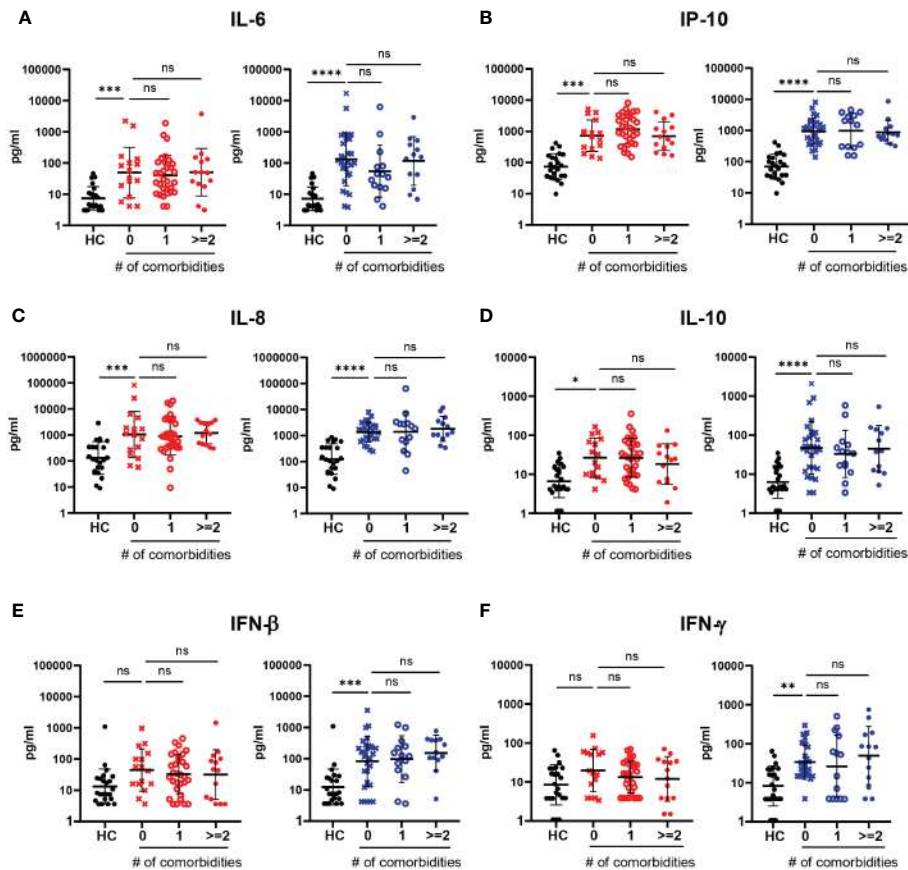 A
IL-6
100000
10000
1000
100
10
1
pg/ml
***
ns
ns
HC 0 1 >=2
# of comorbidities
100000
10000
1000
100
10
1
pg/ml
****
ns
ns
HC 0 1 >=2
# of comorbidities
B
IP-10
100000
10000
1000
100
10
1
pg/ml
***
ns
ns
HC 0 1 >=2
# of comorbidities
100000
10000
1000
100
10
1
pg/ml
****
ns
ns
HC 0 1 >=2
# of comorbidities
C
IL-8
1000000
100000
10000
1000
100
10
1
pg/ml
***
ns
ns
HC 0 1 >=2
# of comorbidities
1000000
100000
10000
1000
100
10
1
pg/ml
****
ns
ns
HC 0 1 >=2
# of comorbidities
D
IL-10
10000
1000
100
10
1
pg/ml
*
ns
ns
HC 0 1 >=2
# of comorbidities
10000
1000
100
10
1
pg/ml
****
ns
ns
HC 0 1 >=2
# of comorbidities
E
IFN-β
100000
10000
1000
100
10
1
pg/ml
ns
ns
ns
HC 0 1 >=2
# of comorbidities
100000
10000
1000
100
10
1
pg/ml
***
ns
ns
HC 0 1 >=2
# of comorbidities
F
IFN-γ
10000
1000
100
10
1
pg/ml
ns
ns
ns
HC 0 1 >=2
# of comorbidities
10000
1000
100
10
1
pg/ml
**
ns
ns
HC 0 1 >=2
# of comorbidities